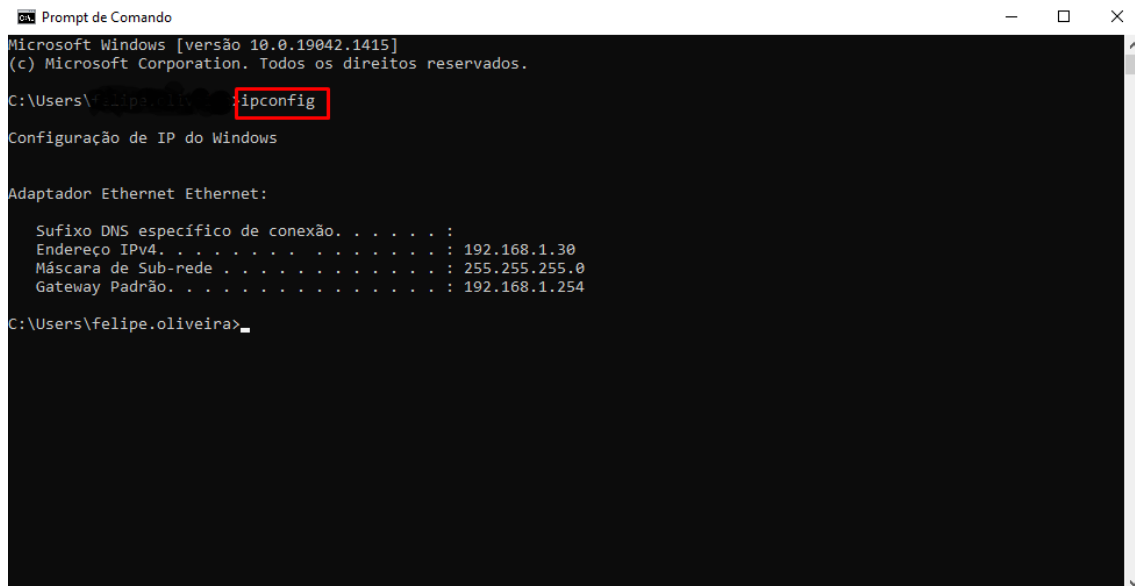 Prompt de Comando
Microsoft Windows [versão 10.0.19042.1415]
(c) Microsoft Corporation. Todos os direitos reservados.
C:\Users\ >ipconfig
Configuração de IP do Windows
Adaptador Ethernet Ethernet:
Sufixo DNS específico de conexão. . . . . . :
Endereço IPv4. . . . . . . . . . . . . . . : 192.168.1.30
Máscara de Sub-rede . . . . . . . . . . . . : 255.255.255.0
Gateway Padrão. . . . . . . . . . . . . . . : 192.168.1.254
C:\Users\felipe.oliveira>